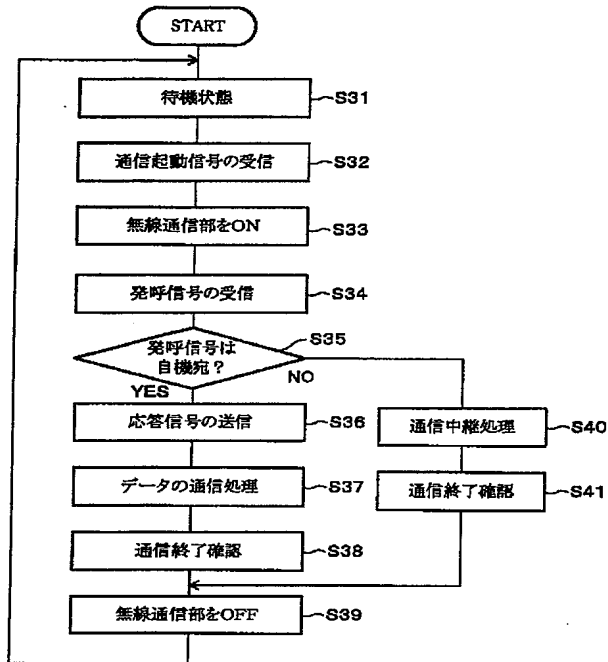 START
待機状態
S31
通信起動信号の受信
S32
無線通信部をON
S33
発呼信号の受信
S34
発呼信号は
自機宛？
S35
YES
NO
応答信号の送信
S36
通信中継処理
S40
データの通信処理
S37
通信終了確認
S41
通信終了確認
S38
無線通信部をOFF
S39